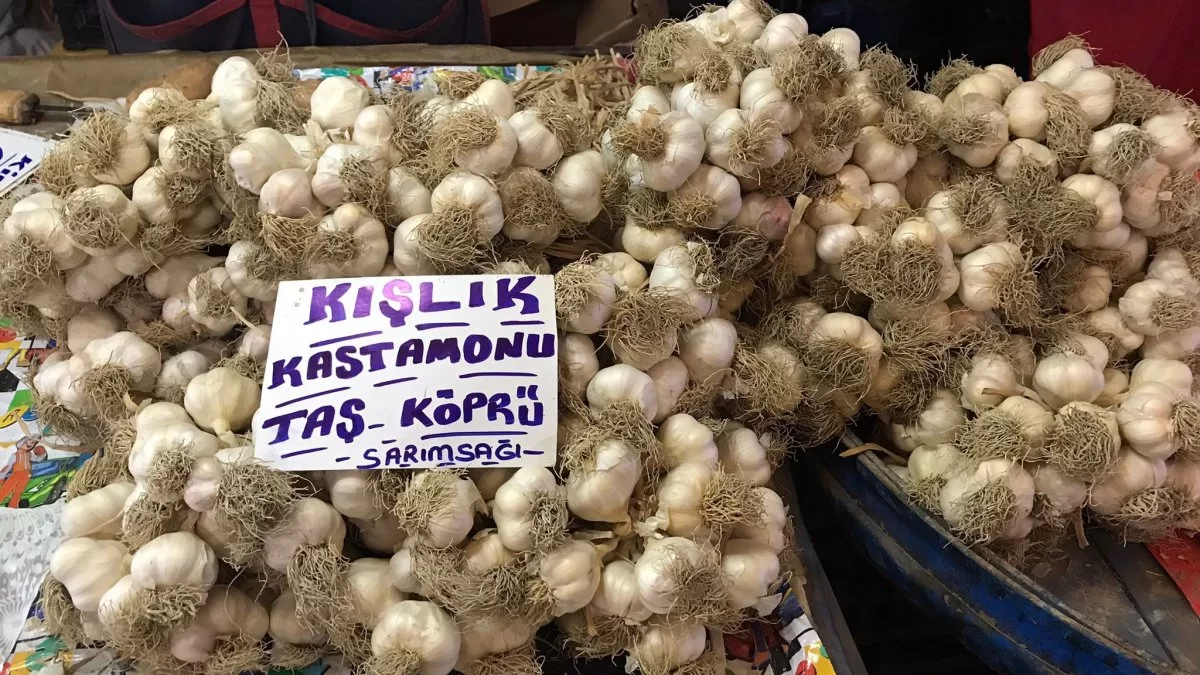 KIŞLIK
KASTAMONU
TAŞ-KÖPRÜ
-SARIMSAĞI-